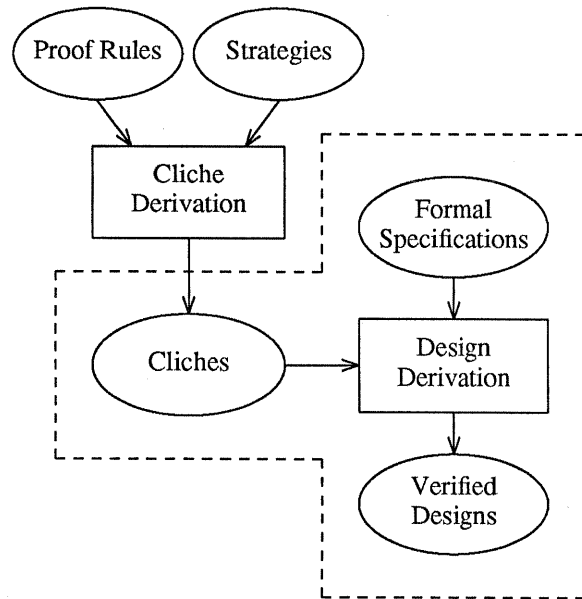 Proof Rules
Strategies
Cliche
Derivation
Formal
Specifications
Cliches
Design
Derivation
Verified
Designs